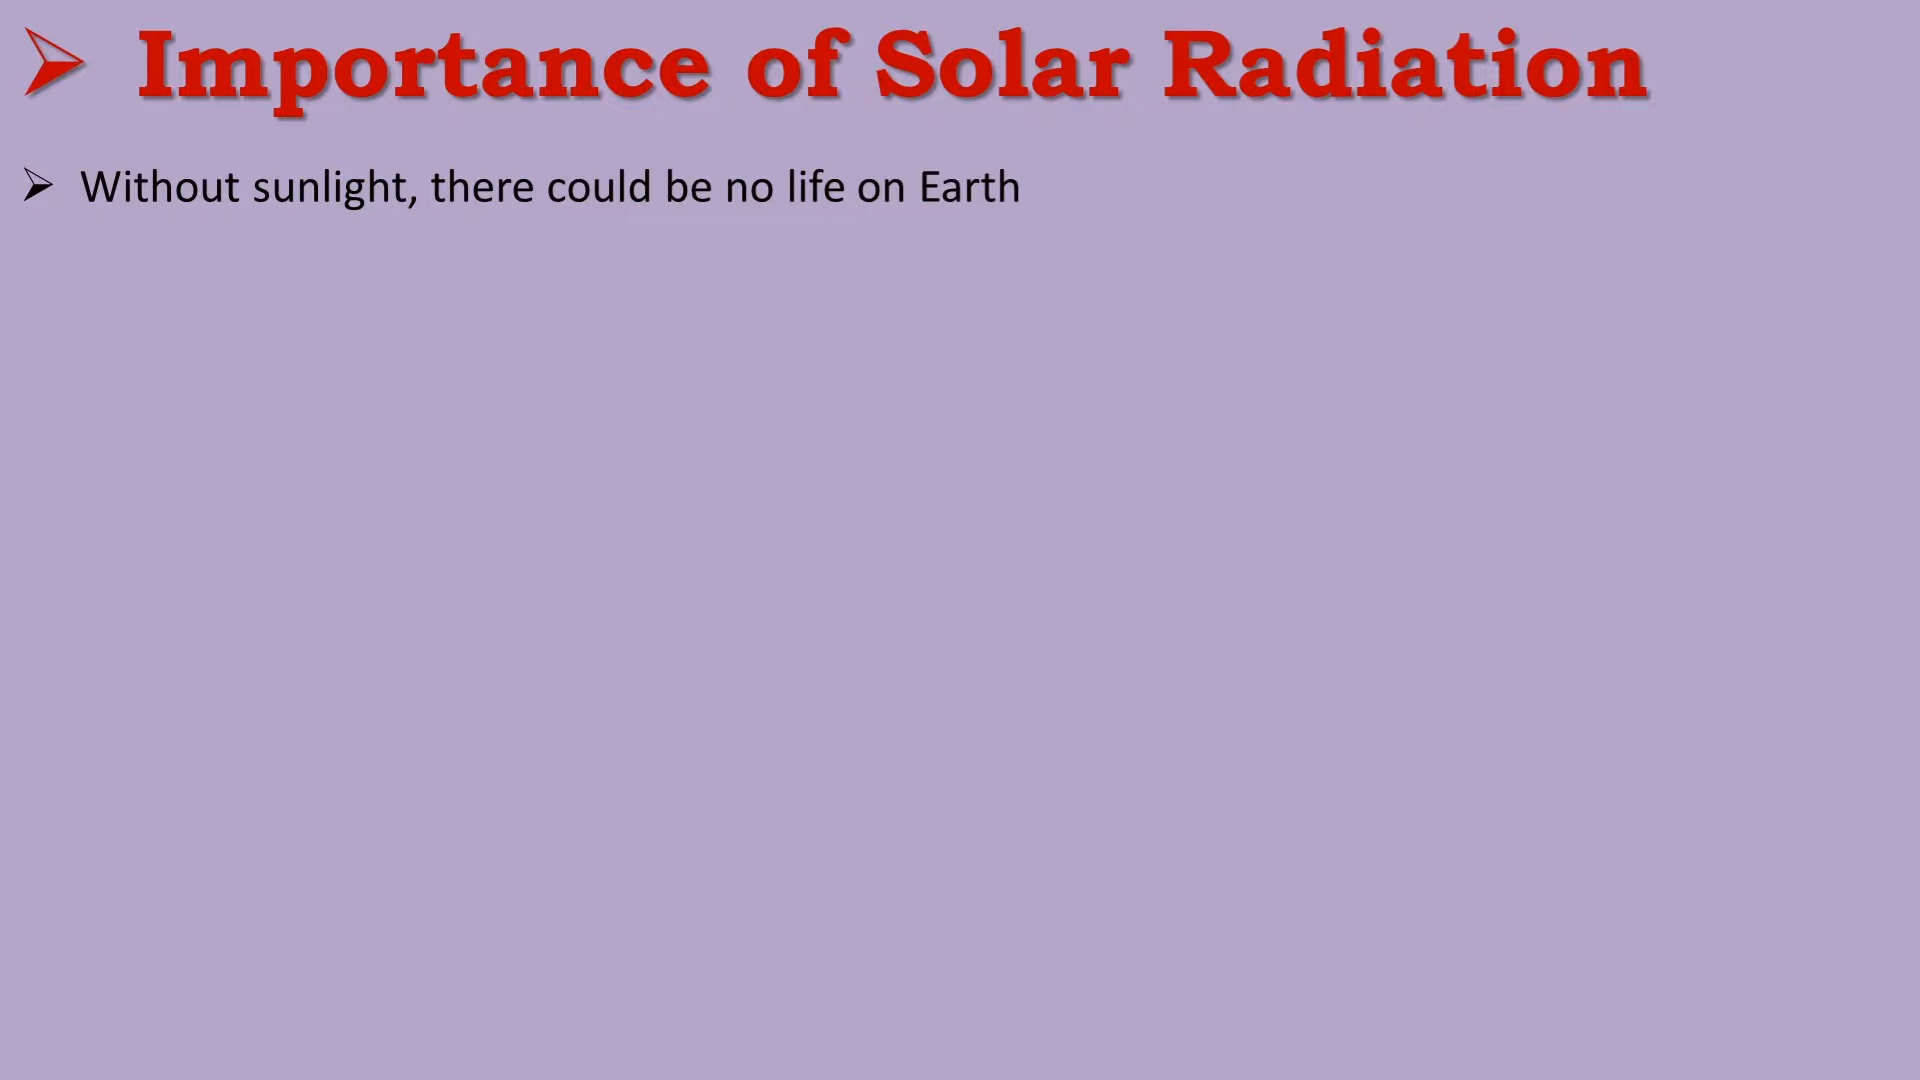 ➢ Importance of Solar Radiation
➢ Without sunlight, there could be no life on Earth